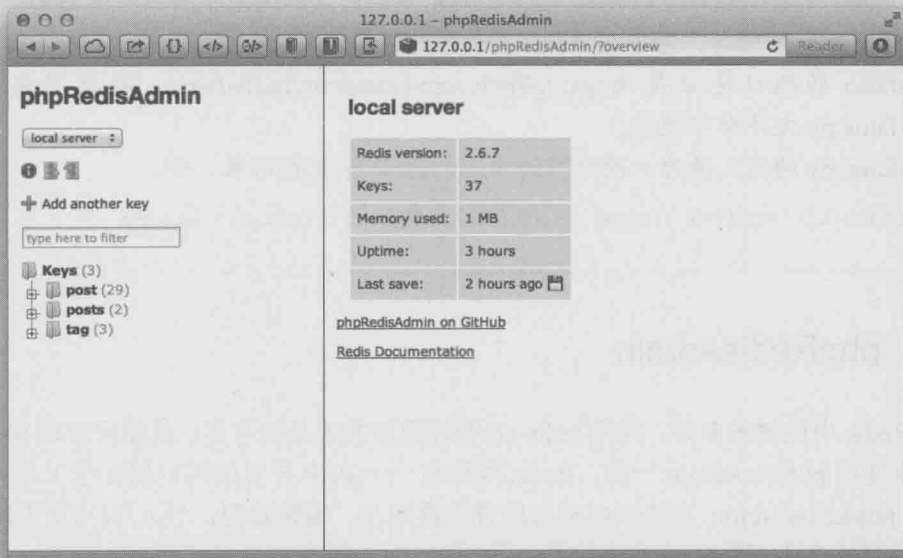 127.0.0.1 – phpRedisAdmin
127.0.0.1/phpRedisAdmin/?overview
Reader
phpRedisAdmin
local server
Add another key
type here to filter
Keys (3)
post (29)
posts (2)
tag (3)
local server
Redis version: 2.6.7
Keys: 37
Memory used: 1 MB
Uptime: 3 hours
Last save: 2 hours ago
phpRedisAdmin on GitHub
Redis Documentation